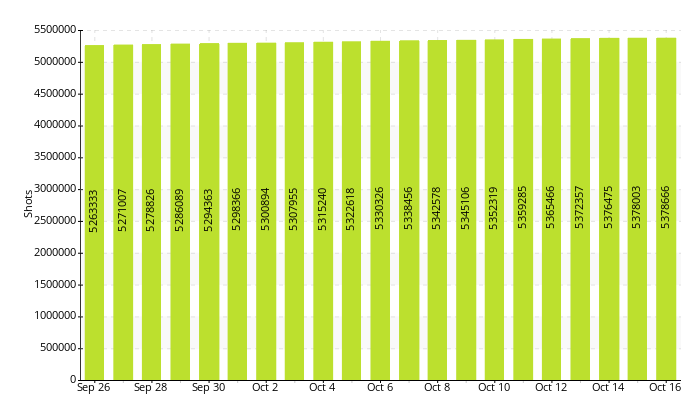 5500000
5000000
4500000
4000000
3500000
3000000
2500000
2000000
1500000
1000000
500000
0
Shots
5263333
5271007
5278826
5286089
5294363
5298366
5300894
5307955
5315240
5322618
5330326
5338456
5342578
5345106
5352319
5359285
5365466
5372357
5376475
5378003
5378666
Sep 26
Sep 28
Sep 30
Oct 2
Oct 4
Oct 6
Oct 8
Oct 10
Oct 12
Oct 14
Oct 16